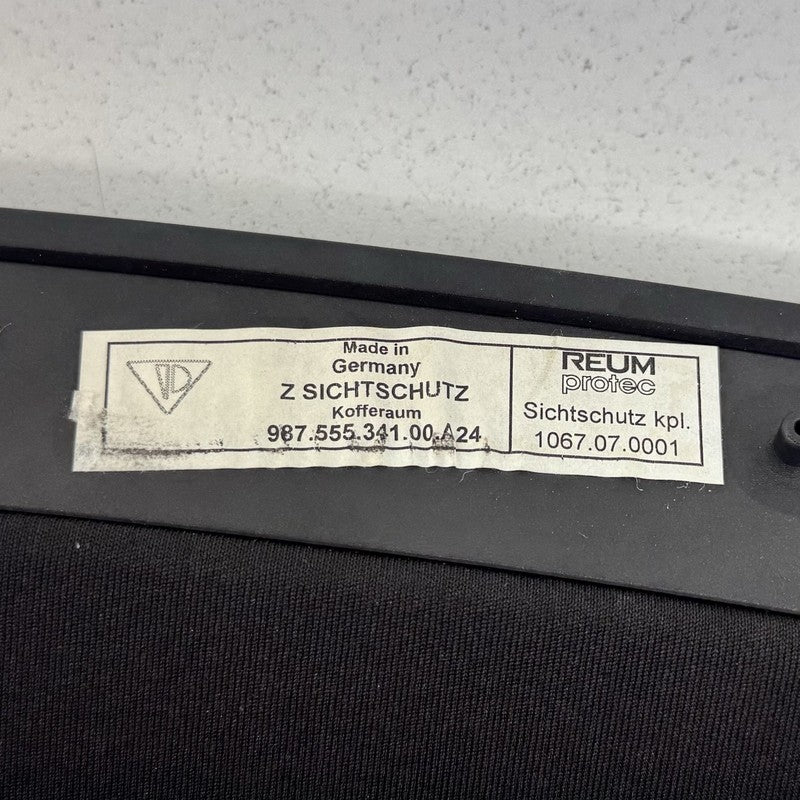 Made in
Germany
Z SICHTSCHUTZ
Kofferaum
987.555.341.00.A24
REUM
protec
Sichtschutz kpl.
1067.07.0001